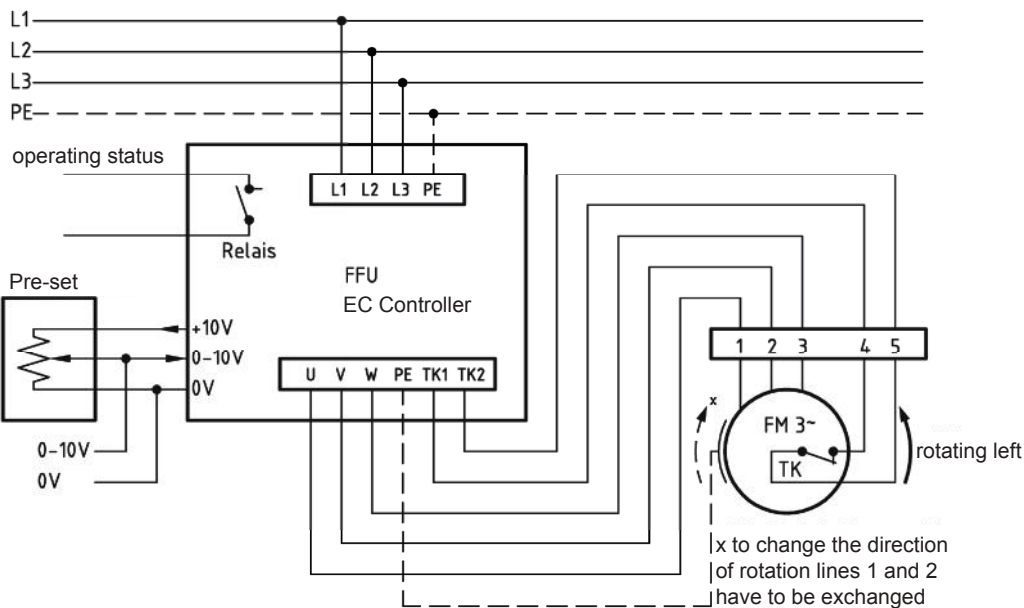 L1
L2
L3
PE
operating status
L1 L2 L3 PE
Relais
Pre-set
FFU
EC Controller
+10V
0-10V
0V
U V W PE TK1 TK2
1 2 3 4 5
x
FM 3~
TK
rotating left
0-10V
0V
x to change the direction
of rotation lines 1 and 2
have to be exchanged